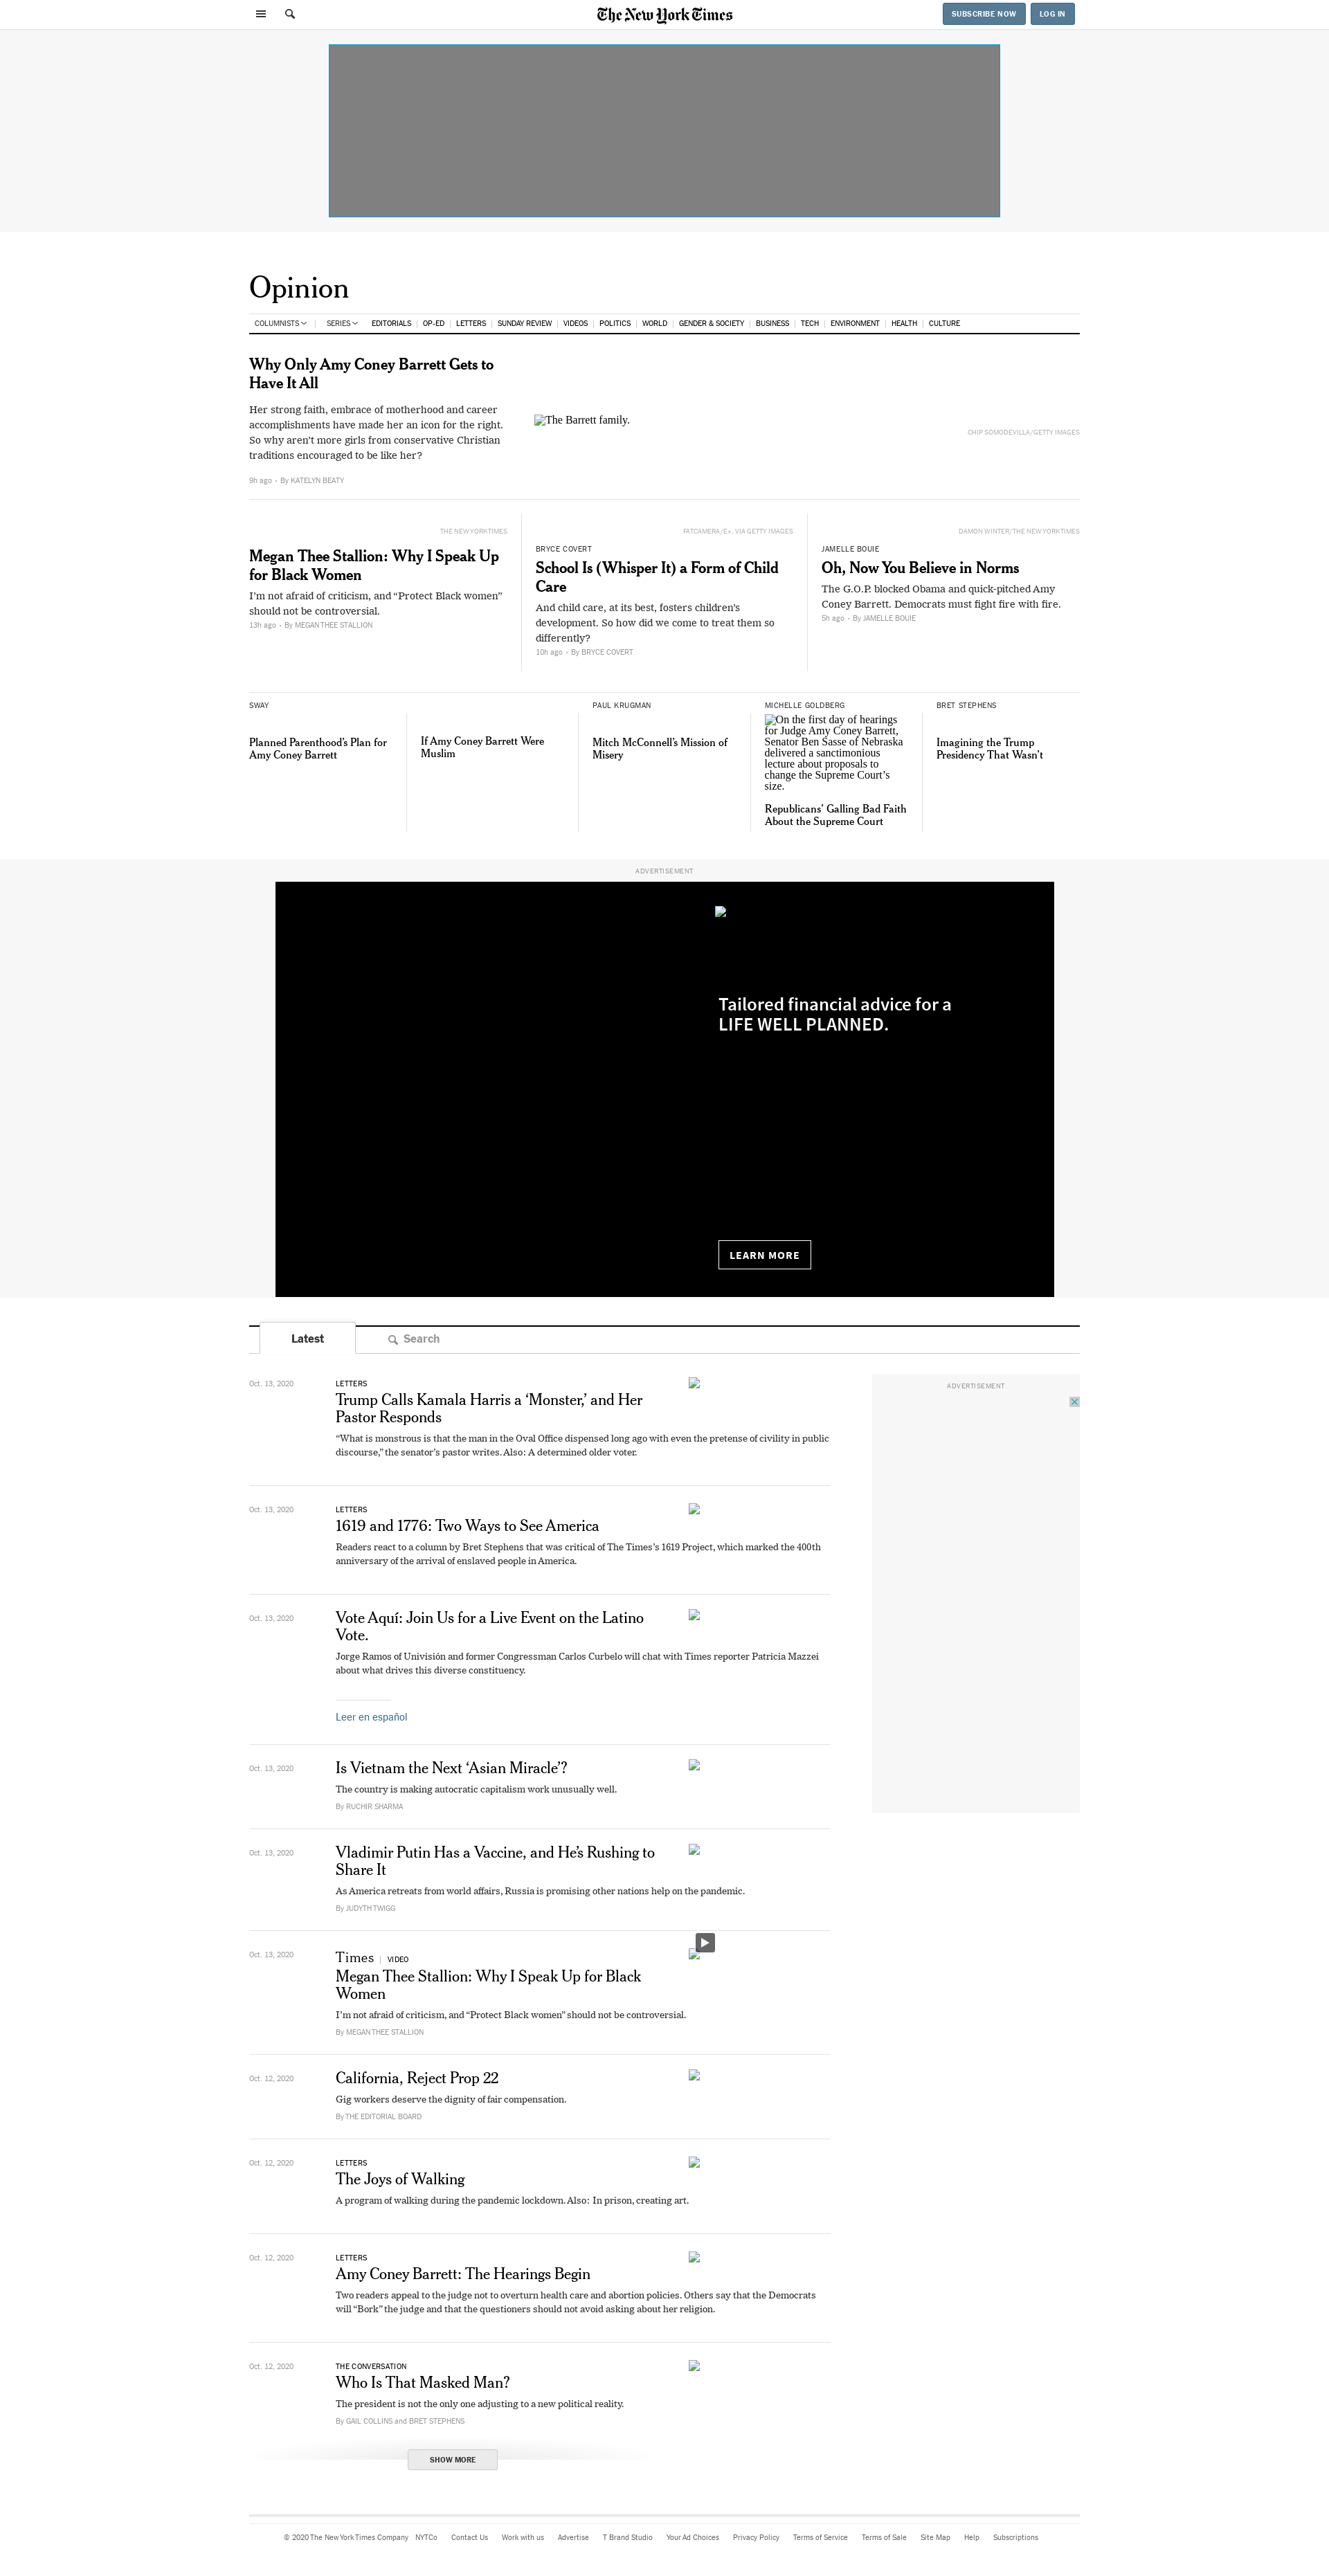 The New York Times
SUBSCRIBE NOW
LOG IN
Opinion
COLUMNISTS
SERIES
EDITORIALS
OP-ED
LETTERS
SUNDAY REVIEW
VIDEOS
POLITICS
WORLD
GENDER & SOCIETY
BUSINESS
TECH
ENVIRONMENT
HEALTH
CULTURE
Why Only Amy Coney Barrett Gets to
Have It All
Her strong faith, embrace of motherhood and career
accomplishments have made her an icon for the right.
So why aren’t more girls from conservative Christian
traditions encouraged to be like her?
9h ago • By KATELYN BEATY
The Barrett family.
CHIP SOMODEVILLA/GETTY IMAGES
THE NEW YORK TIMES
Megan Thee Stallion: Why I Speak Up
for Black Women
I’m not afraid of criticism, and “Protect Black women”
should not be controversial.
13h ago • By MEGAN THEE STALLION
FATCAMERA/E+, VIA GETTY IMAGES
BRYCE COVERT
School Is (Whisper It) a Form of Child
Care
And child care, at its best, fosters children’s
development. So how did we come to treat them so
differently?
10h ago • By BRYCE COVERT
DAMON WINTER/THE NEW YORK TIMES
JAMELLE BOUIE
Oh, Now You Believe in Norms
The G.O.P. blocked Obama and quick-pitched Amy
Coney Barrett. Democrats must fight fire with fire.
5h ago • By JAMELLE BOUIE
SWAY
Planned Parenthood’s Plan for
Amy Coney Barrett
If Amy Coney Barrett Were
Muslim
PAUL KRUGMAN
Mitch McConnell’s Mission of
Misery
MICHELLE GOLDBERG
On the first day of hearings
for Judge Amy Coney Barrett,
Senator Ben Sasse of Nebraska
delivered a sanctimonious
lecture about proposals to
change the Supreme Court’s
size.
Republicans’ Galling Bad Faith
About the Supreme Court
BRET STEPHENS
Imagining the Trump
Presidency That Wasn’t
ADVERTISEMENT
Tailored financial advice for a
LIFE WELL PLANNED.
LEARN MORE
Latest
Search
ADVERTISEMENT
Oct. 13, 2020
LETTERS
Trump Calls Kamala Harris a ‘Monster,’ and Her
Pastor Responds
“What is monstrous is that the man in the Oval Office dispensed long ago with even the pretense of civility in public
discourse,” the senator’s pastor writes. Also: A determined older voter.
Oct. 13, 2020
LETTERS
1619 and 1776: Two Ways to See America
Readers react to a column by Bret Stephens that was critical of The Times’s 1619 Project, which marked the 400th
anniversary of the arrival of enslaved people in America.
Oct. 13, 2020
Vote Aquí: Join Us for a Live Event on the Latino
Vote.
Jorge Ramos of Univisión and former Congressman Carlos Curbelo will chat with Times reporter Patricia Mazzei
about what drives this diverse constituency.
Leer en español
Oct. 13, 2020
Is Vietnam the Next ‘Asian Miracle’?
The country is making autocratic capitalism work unusually well.
By RUCHIR SHARMA
Oct. 13, 2020
Vladimir Putin Has a Vaccine, and He’s Rushing to
Share It
As America retreats from world affairs, Russia is promising other nations help on the pandemic.
By JUDYTH TWIGG
Oct. 13, 2020
Times | VIDEO
Megan Thee Stallion: Why I Speak Up for Black
Women
I’m not afraid of criticism, and “Protect Black women” should not be controversial.
By MEGAN THEE STALLION
Oct. 12, 2020
California, Reject Prop 22
Gig workers deserve the dignity of fair compensation.
By THE EDITORIAL BOARD
Oct. 12, 2020
LETTERS
The Joys of Walking
A program of walking during the pandemic lockdown. Also: In prison, creating art.
Oct. 12, 2020
LETTERS
Amy Coney Barrett: The Hearings Begin
Two readers appeal to the judge not to overturn health care and abortion policies. Others say that the Democrats
will “Bork” the judge and that the questioners should not avoid asking about her religion.
Oct. 12, 2020
THE CONVERSATION
Who Is That Masked Man?
The president is not the only one adjusting to a new political reality.
By GAIL COLLINS and BRET STEPHENS
SHOW MORE
© 2020 The New York Times Company
NYTCo
Contact Us
Work with us
Advertise
T Brand Studio
Your Ad Choices
Privacy Policy
Terms of Service
Terms of Sale
Site Map
Help
Subscriptions